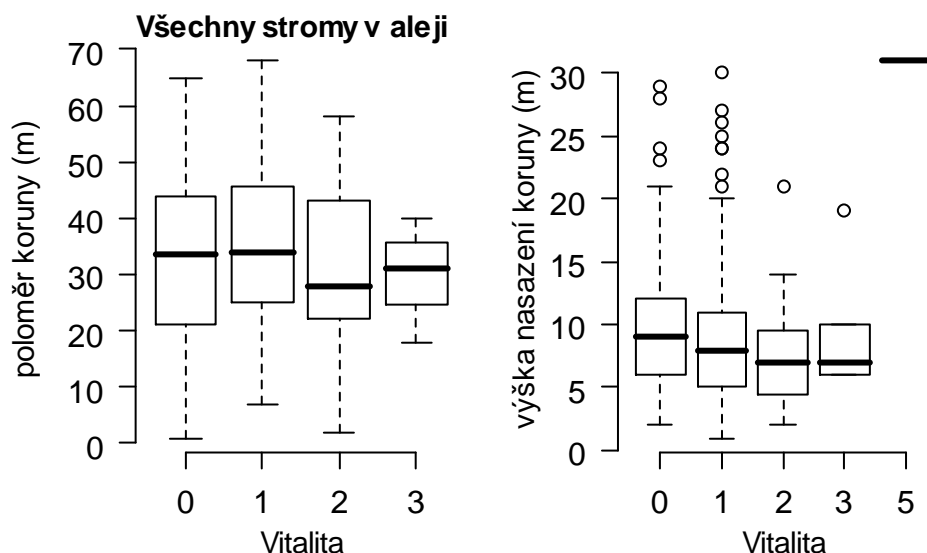 Všechny stromy v aleji
poloměr koruny (m)
70
60
50
40
30
20
10
0
0 1 2 3
Vitalita
výška nasazení koruny (m)
30
25
20
15
10
5
0
0 1 2 3 5
Vitalita